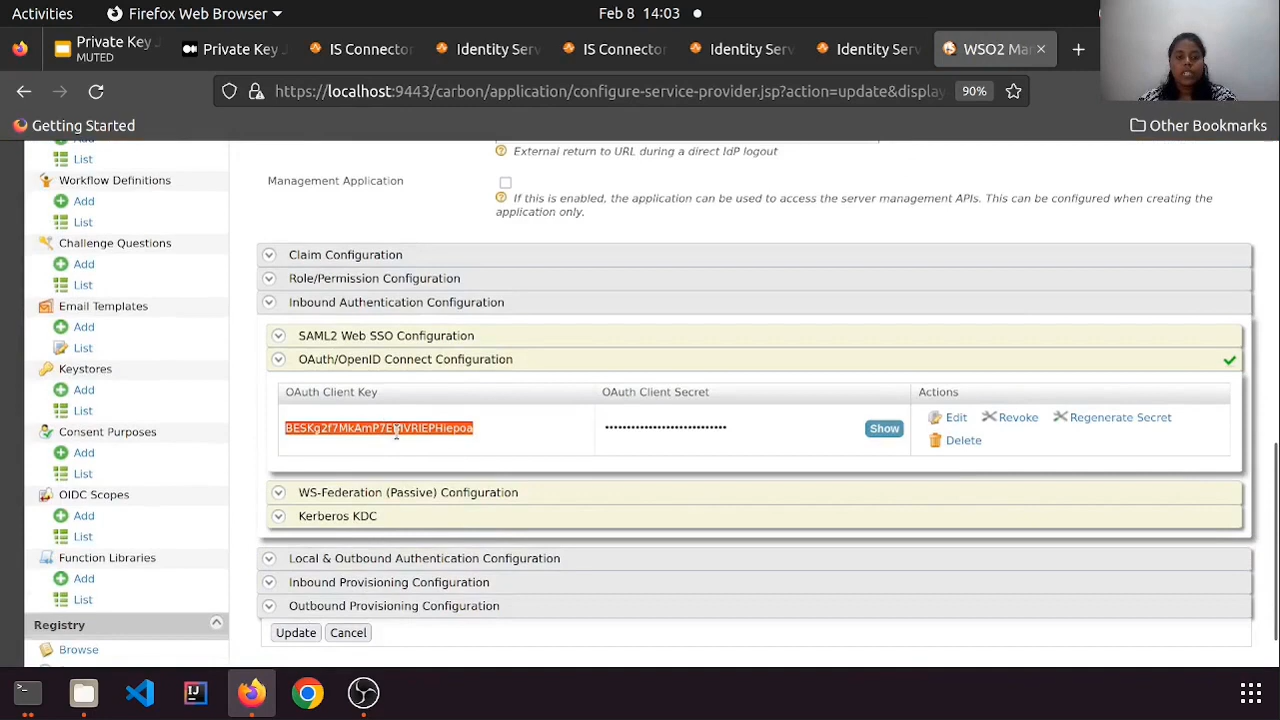 Activities
Firefox Web Browser
Feb 8 14:03
Private Key J
MUTED
Private Key J
IS Connector
Identity Serv
IS Connector
Identity Serv
Identity Serv
WSO2 Ma
https://localhost:9443/carbon/application/configure-service-provider.jsp?action=update&display
90%
Getting Started
Other Bookmarks
List
Workflow Definitions
Add
List
Challenge Questions
Add
List
Email Templates
Add
List
Keystores
Add
List
Consent Purposes
Add
List
OIDC Scopes
Add
List
Function Libraries
Add
List
Registry
Browse
External return to URL during a direct IdP logout
Management Application
If this is enabled, the application can be used to access the server management APIs. This can be configured when creating the
application only.
Claim Configuration
Role/Permission Configuration
Inbound Authentication Configuration
SAML2 Web SSO Configuration
OAuth/OpenID Connect Configuration
OAuth Client Key
OAuth Client Secret
Actions
Show
Edit
Revoke
Regenerate Secret
Delete
WS-Federation (Passive) Configuration
Kerberos KDC
Local & Outbound Authentication Configuration
Inbound Provisioning Configuration
Outbound Provisioning Configuration
Update
Cancel